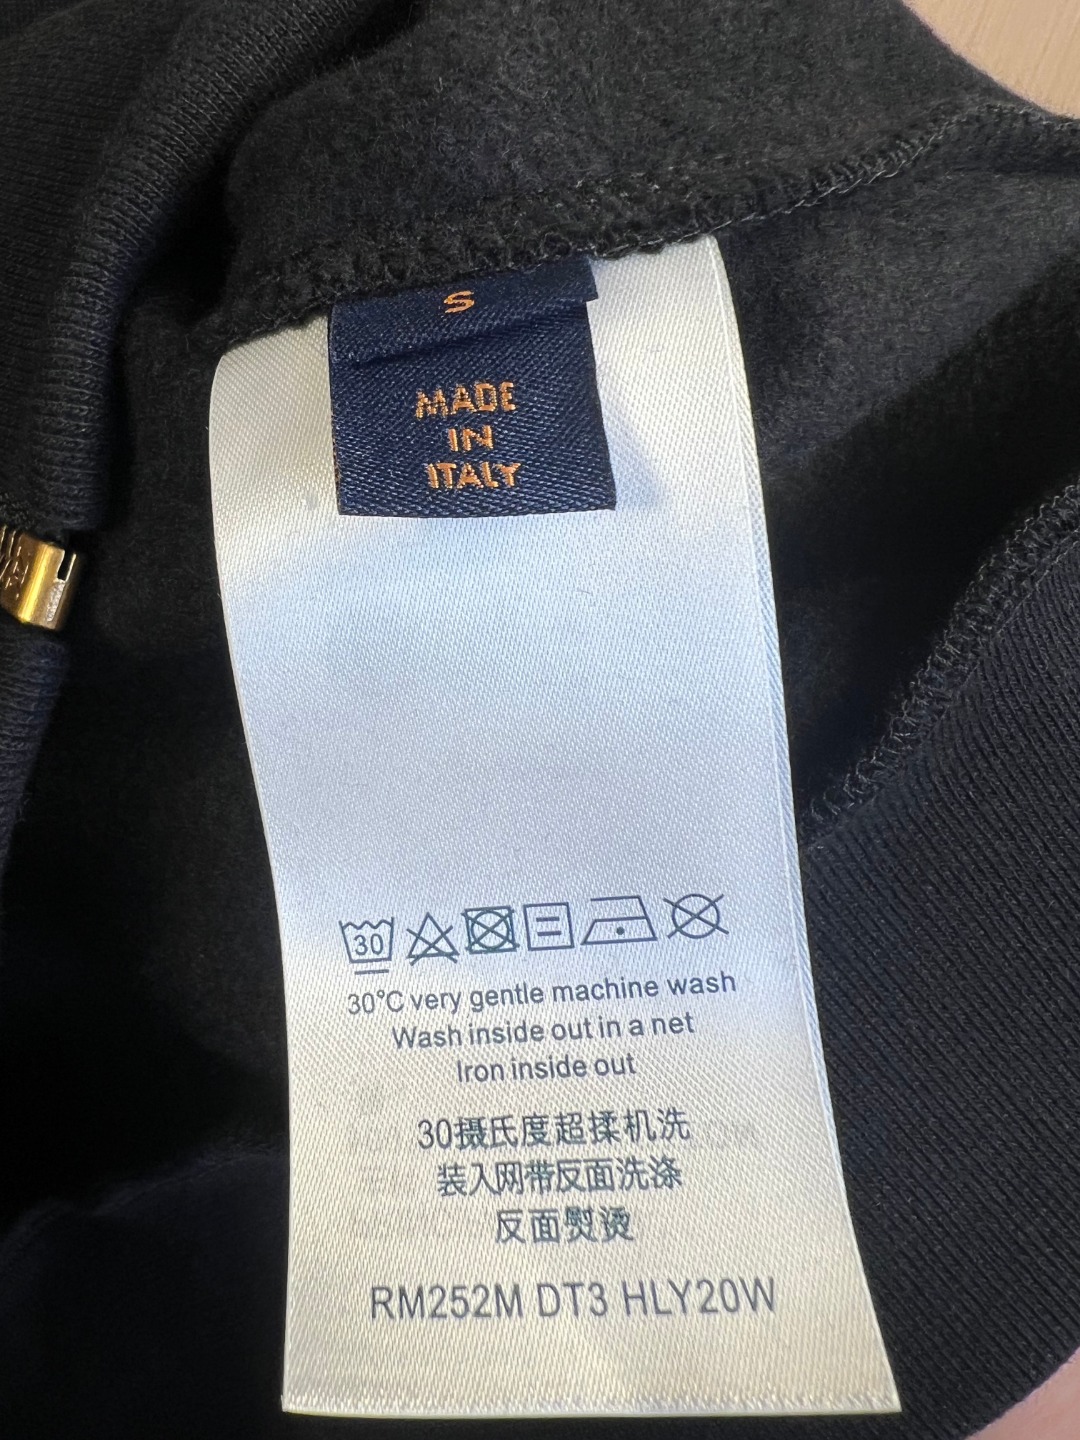 S
MADE
IN
ITALY
30
30°C very gentle machine wash
Wash inside out in a net
Iron inside out
30摄氏度超揉机洗
装入网带反面洗涤
反面熨烫
RM252M DT3 HLY20W